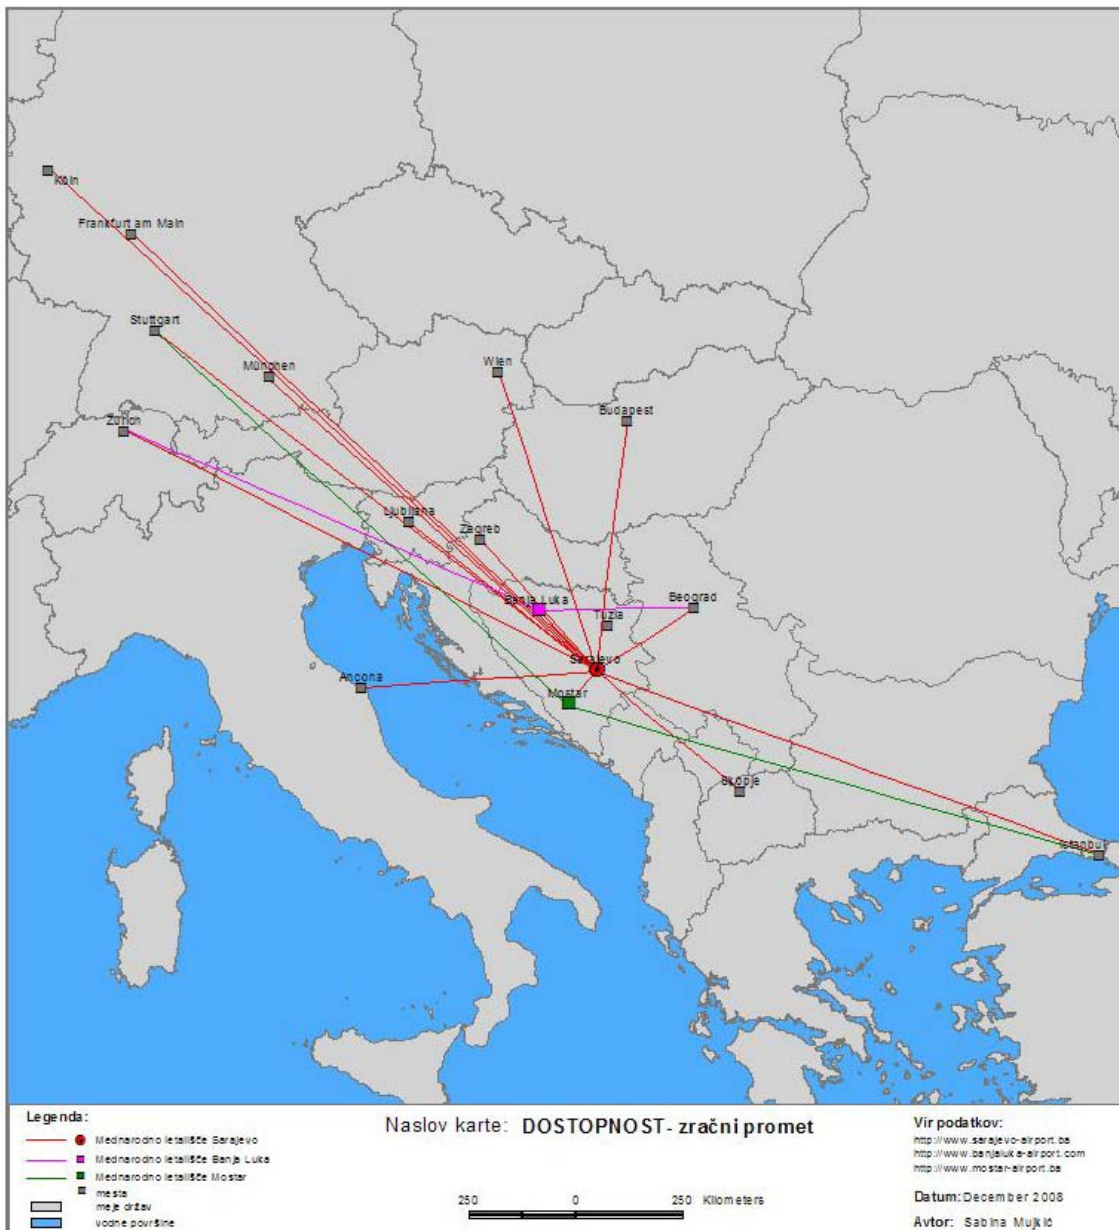 Köln
Frankfurt am Main
Stuttgart
München
Wien
Budapest
Zürich
Ljubljana
Zagreb
Banja Luka
Beograd
Tuzla
Sarajevo
Ancona
Mostar
Skopje
Istanbul
Legenda:
Mednarodno letališče Sarajevo
Mednarodno letališče Banja Luka
Mednarodno letališče Mostar
mesta
meje držav
vodne površine
Naslov karte: DOSTOPNOST- zračni promet
250 0 250 Kilometers
Vir podatkov:
http://www.sarajevo-airport.ba
http://www.banjaluka-airport.com
http://www.mostar-airport.ba
Datum: December 2008
Avtor: Sabina Mujkić